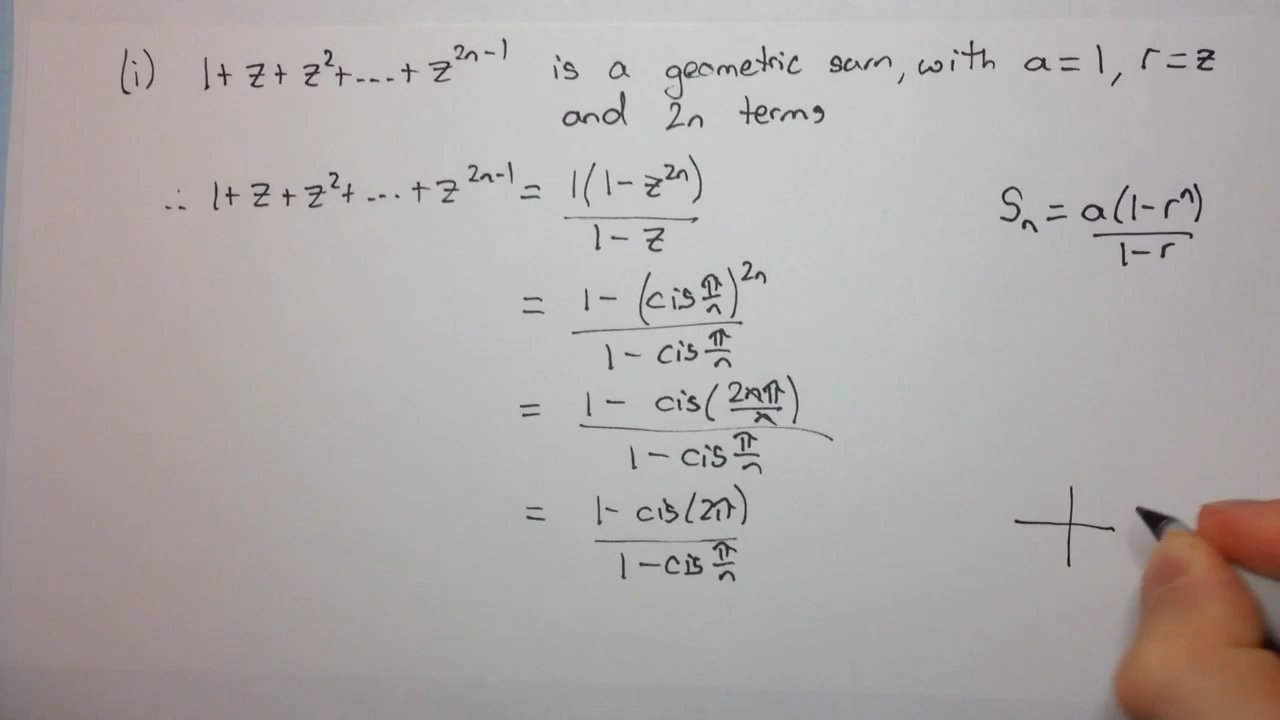 (i) 1 + z + z² + .... + z^{2n-1} is a geometric sum, with a = 1, r = z
and 2n terms
∴ 1 + z + z² + .... + z^{2n-1} = 1(1 - z^{2n}) / (1 - z)
S_n = a(1 - r^n) / (1 - r)
= (1 - (cis π/n)^{2n}) / (1 - cis π/n)
= (1 - cis(2nπ/n)) / (1 - cis π/n)
= (1 - cis(2π)) / (1 - cis π/n)